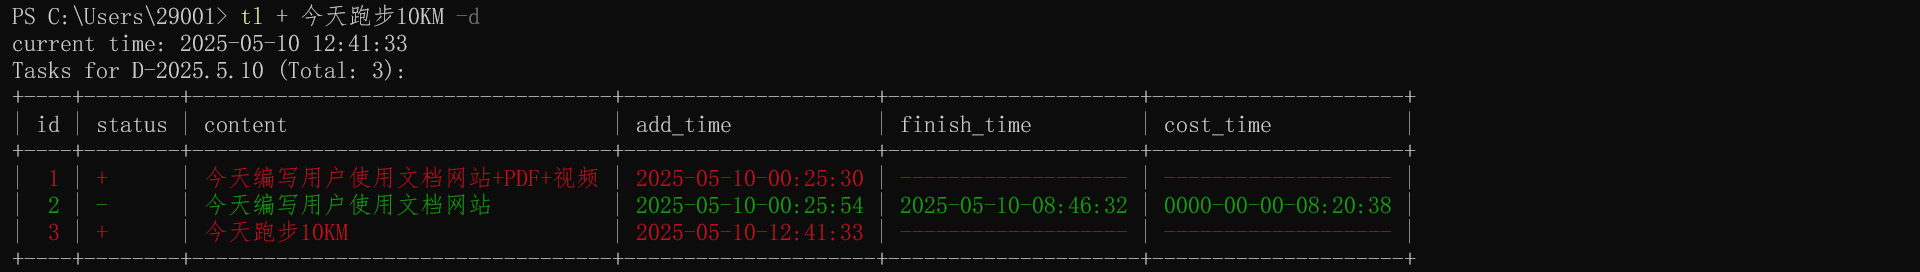 PS C:\Users\29001> tl + 今天跑步10KM -d
current time: 2025-05-10 12:41:33
Tasks for D-2025.5.10 (Total: 3):
+----+--------+-----------------------------------+---------------------+---------------------+---------------------+
| id | status | content                           | add_time            | finish_time         | cost_time           |
+----+--------+-----------------------------------+---------------------+---------------------+---------------------+
|  1 | +      | 今天编写用户使用文档网站+PDF+视频 | 2025-05-10-00:25:30 | ------------------- | ------------------- |
|  2 | -      | 今天编写用户使用文档网站          | 2025-05-10-00:25:54 | 2025-05-10-08:46:32 | 0000-00-00-08:20:38 |
|  3 | +      | 今天跑步10KM                      | 2025-05-10-12:41:33 | ------------------- | ------------------- |
+----+--------+-----------------------------------+---------------------+---------------------+---------------------+